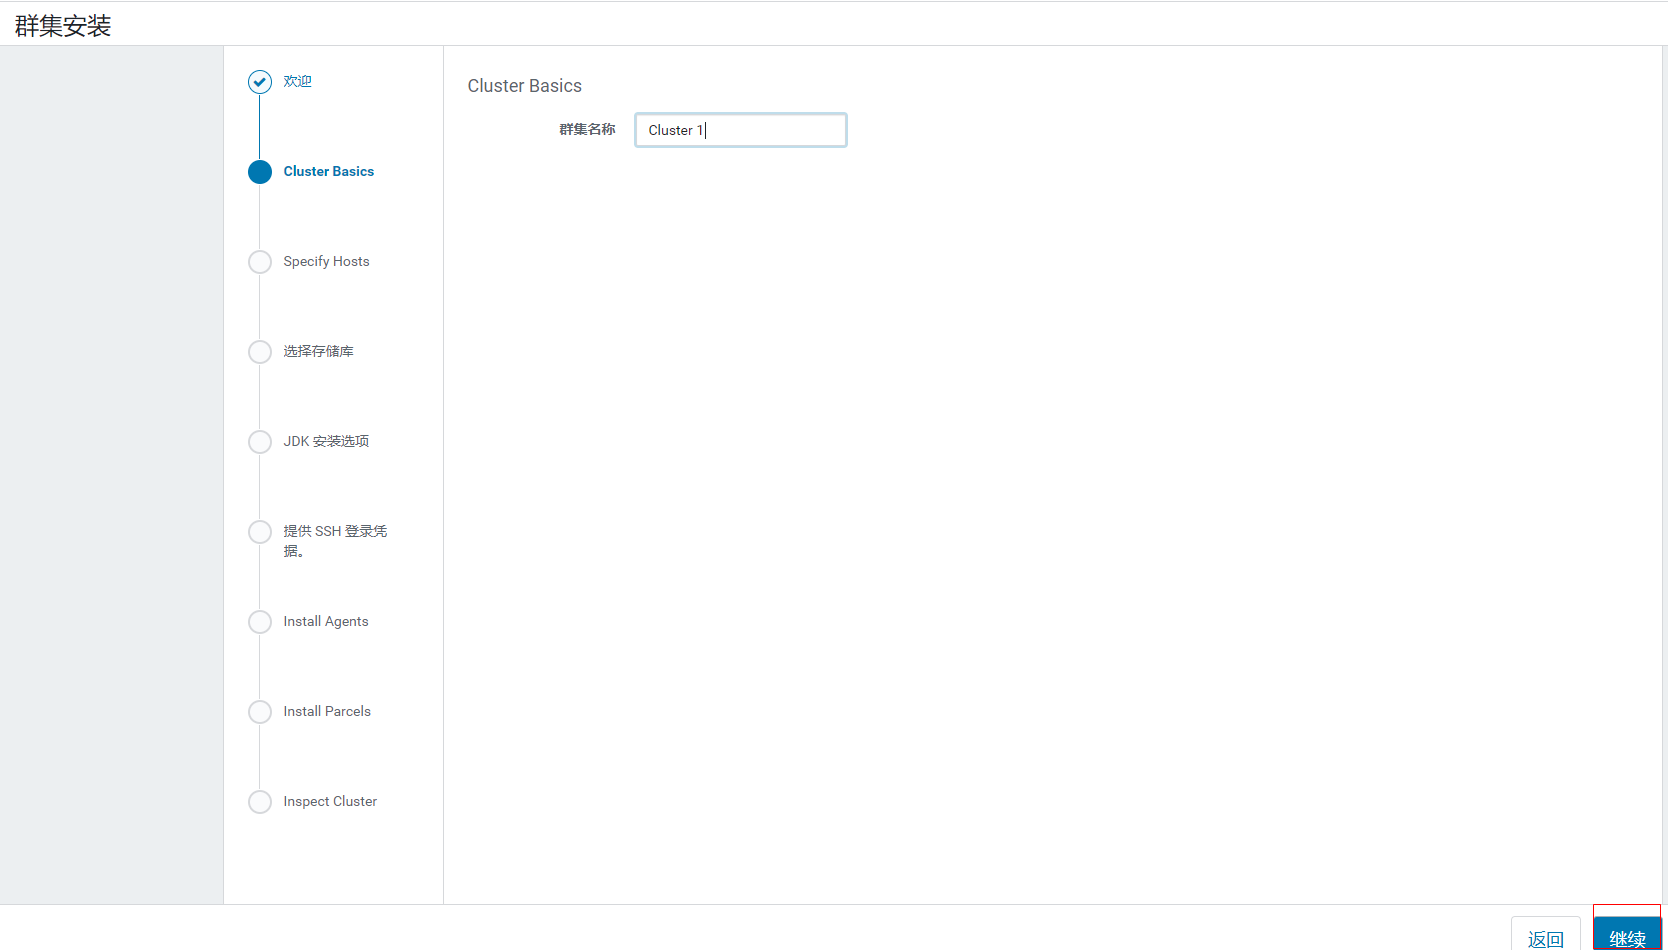 群集安装
欢迎
Cluster Basics
Specify Hosts
选择存储库
JDK 安装选项
提供 SSH 登录凭
据。
Install Agents
Install Parcels
Inspect Cluster
Cluster Basics
群集名称 Cluster 1
返回 继续